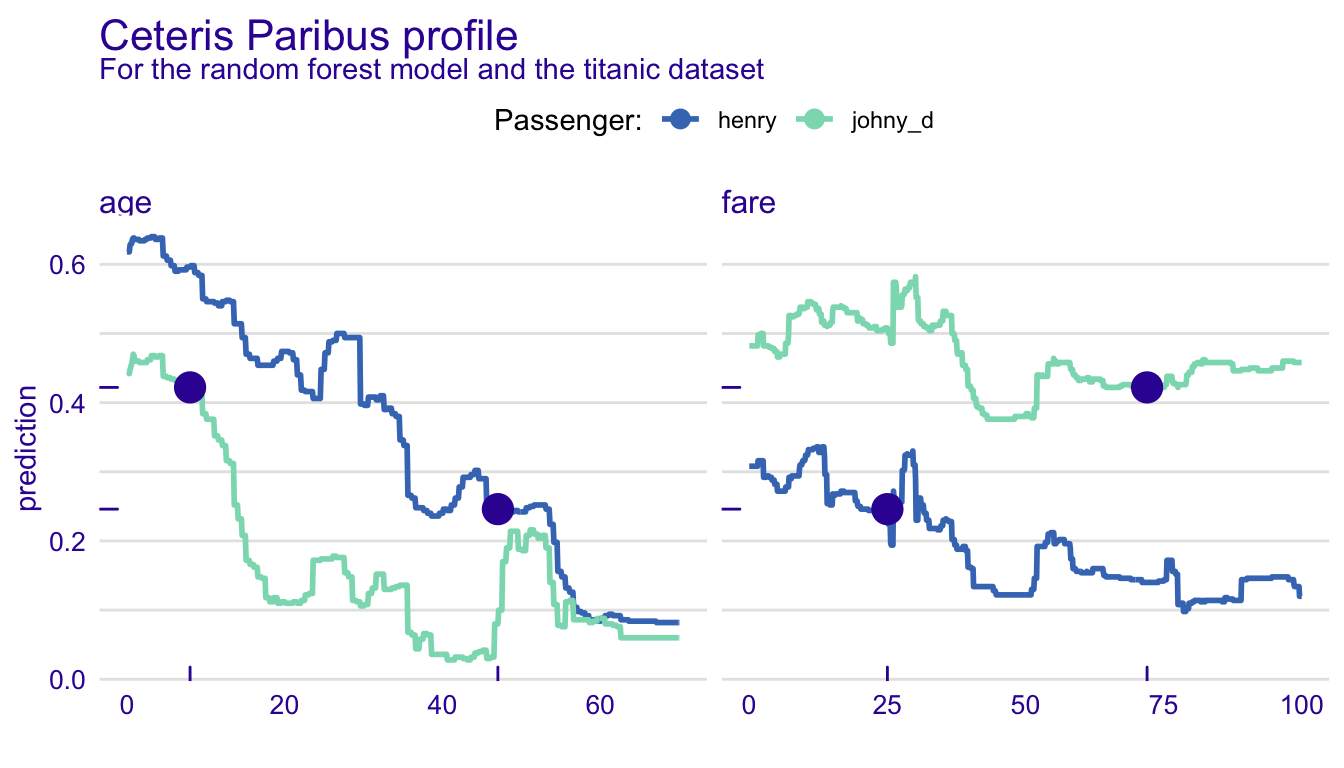 Ceteris Paribus profile
For the random forest model and the titanic dataset
Passenger: henry johny_d
age
fare
prediction
0.6
0.4
0.2
0.0
0 20 40 60
0 25 50 75 100